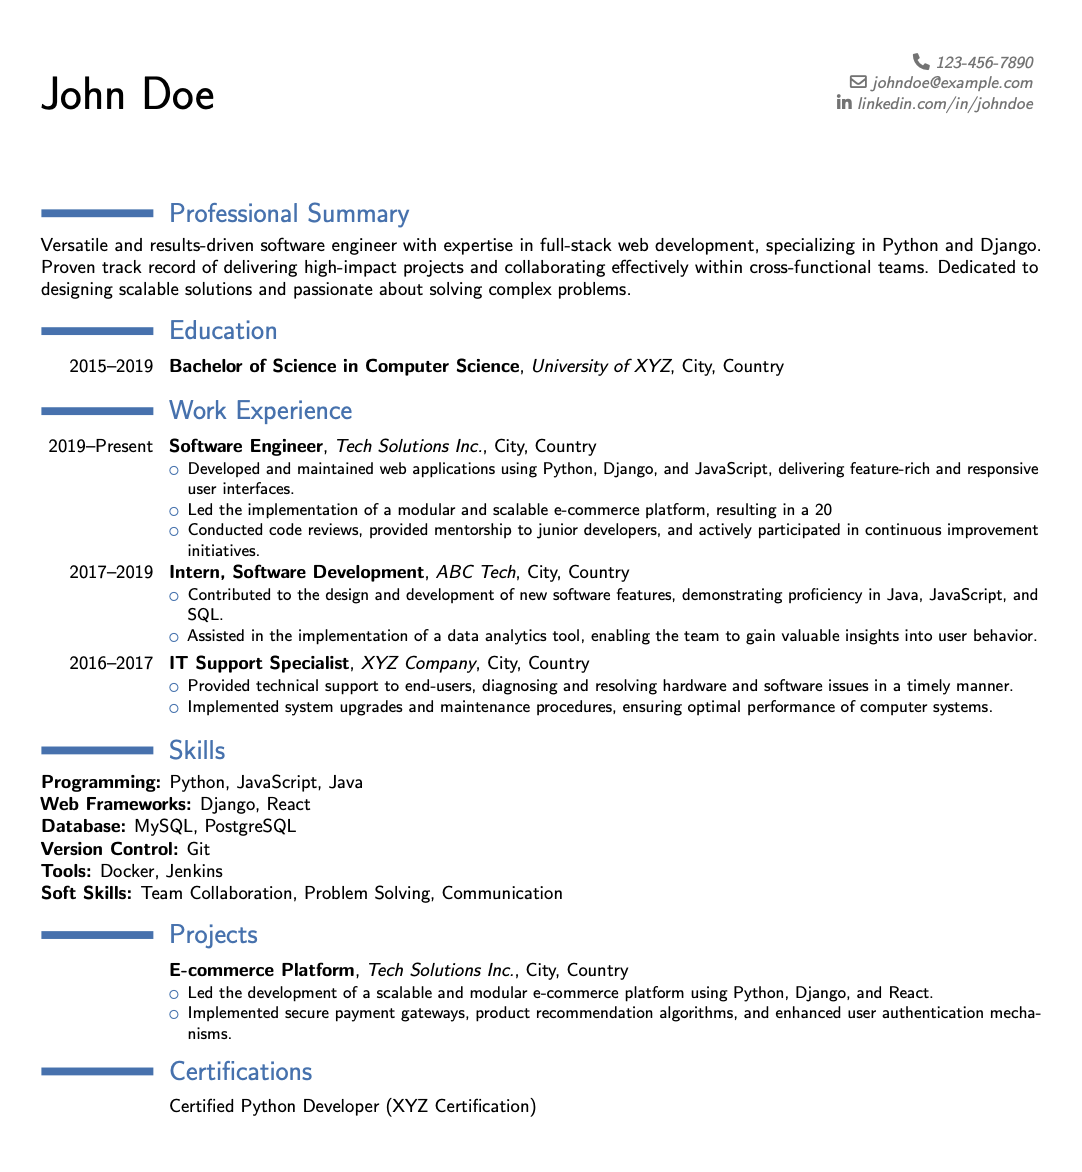 John Doe
123-456-7890
johndoe@example.com
linkedin.com/in/johndoe
Professional Summary
Versatile and results-driven software engineer with expertise in full-stack web development, specializing in Python and Django.
Proven track record of delivering high-impact projects and collaborating effectively within cross-functional teams. Dedicated to
designing scalable solutions and passionate about solving complex problems.
Education
2015–2019 Bachelor of Science in Computer Science, University of XYZ, City, Country
Work Experience
2019–Present Software Engineer, Tech Solutions Inc., City, Country
○ Developed and maintained web applications using Python, Django, and JavaScript, delivering feature-rich and responsive
user interfaces.
○ Led the implementation of a modular and scalable e-commerce platform, resulting in a 20
○ Conducted code reviews, provided mentorship to junior developers, and actively participated in continuous improvement
initiatives.
2017–2019 Intern, Software Development, ABC Tech, City, Country
○ Contributed to the design and development of new software features, demonstrating proficiency in Java, JavaScript, and
SQL.
○ Assisted in the implementation of a data analytics tool, enabling the team to gain valuable insights into user behavior.
2016–2017 IT Support Specialist, XYZ Company, City, Country
○ Provided technical support to end-users, diagnosing and resolving hardware and software issues in a timely manner.
○ Implemented system upgrades and maintenance procedures, ensuring optimal performance of computer systems.
Skills
Programming: Python, JavaScript, Java
Web Frameworks: Django, React
Database: MySQL, PostgreSQL
Version Control: Git
Tools: Docker, Jenkins
Soft Skills: Team Collaboration, Problem Solving, Communication
Projects
E-commerce Platform, Tech Solutions Inc., City, Country
○ Led the development of a scalable and modular e-commerce platform using Python, Django, and React.
○ Implemented secure payment gateways, product recommendation algorithms, and enhanced user authentication mecha-
nisms.
Certifications
Certified Python Developer (XYZ Certification)